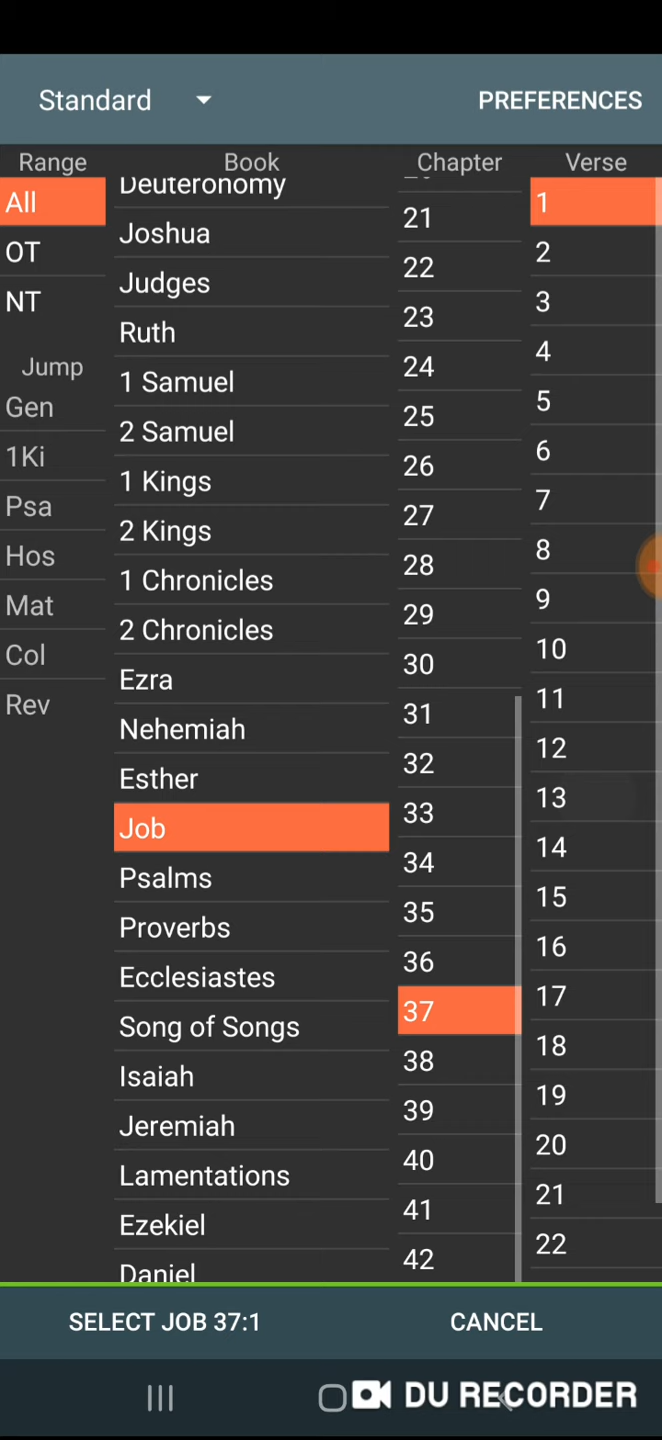 Standard
PREFERENCES
Range
Book
Chapter
Verse
All
OT
NT
Jump
Gen
1Ki
Psa
Hos
Mat
Col
Rev
Deuteronomy
Joshua
Judges
Ruth
1 Samuel
2 Samuel
1 Kings
2 Kings
1 Chronicles
2 Chronicles
Ezra
Nehemiah
Esther
Job
Psalms
Proverbs
Ecclesiastes
Song of Songs
Isaiah
Jeremiah
Lamentations
Ezekiel
Daniel
21
22
23
24
25
26
27
28
29
30
31
32
33
34
35
36
37
38
39
40
41
42
1
2
3
4
5
6
7
8
9
10
11
12
13
14
15
16
17
18
19
20
21
22
SELECT JOB 37:1
CANCEL
DU RECORDER